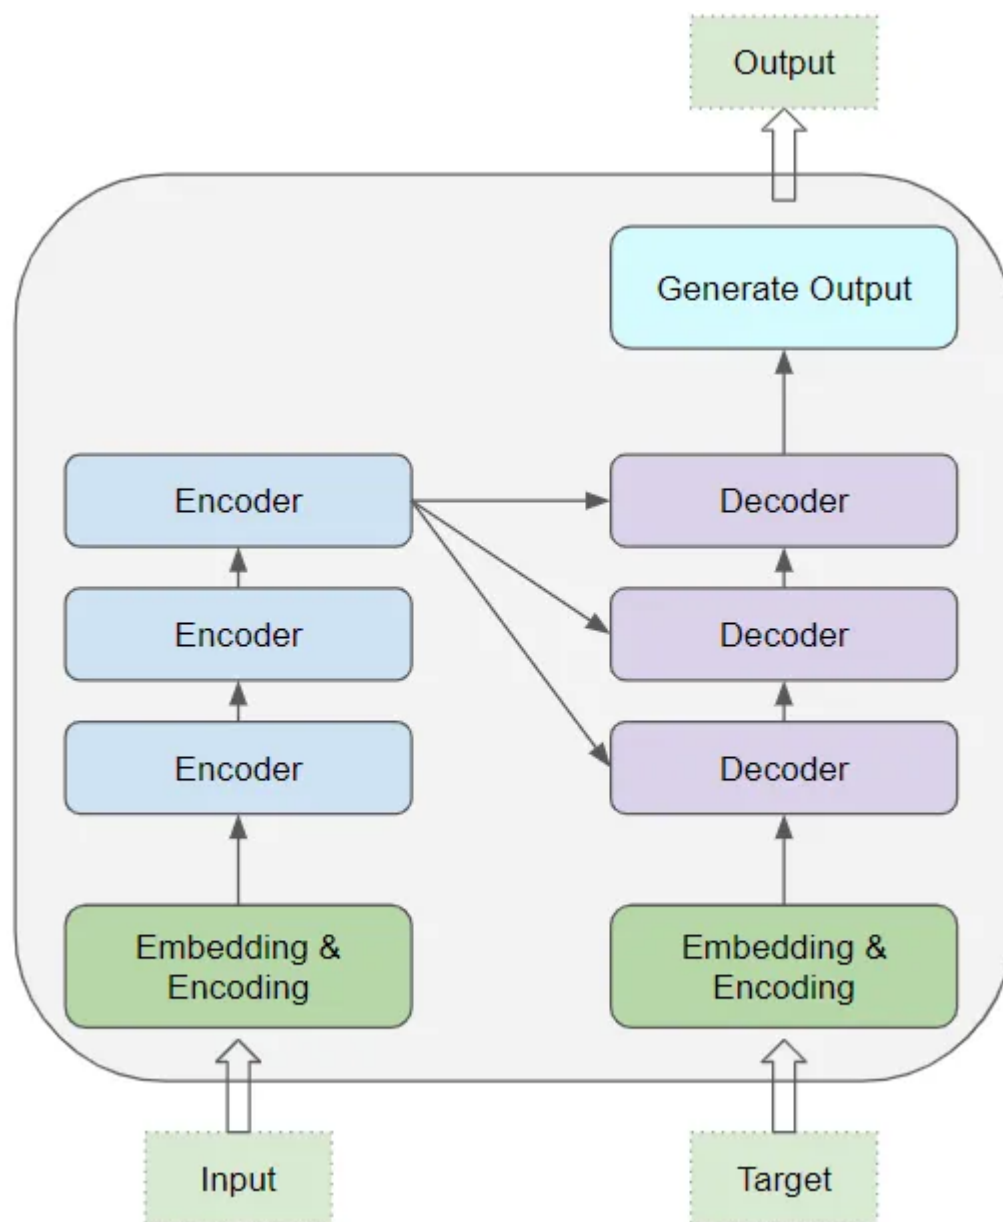 Output
Generate Output
Encoder
Decoder
Encoder
Decoder
Encoder
Decoder
Embedding &
Encoding
Embedding &
Encoding
Input
Target